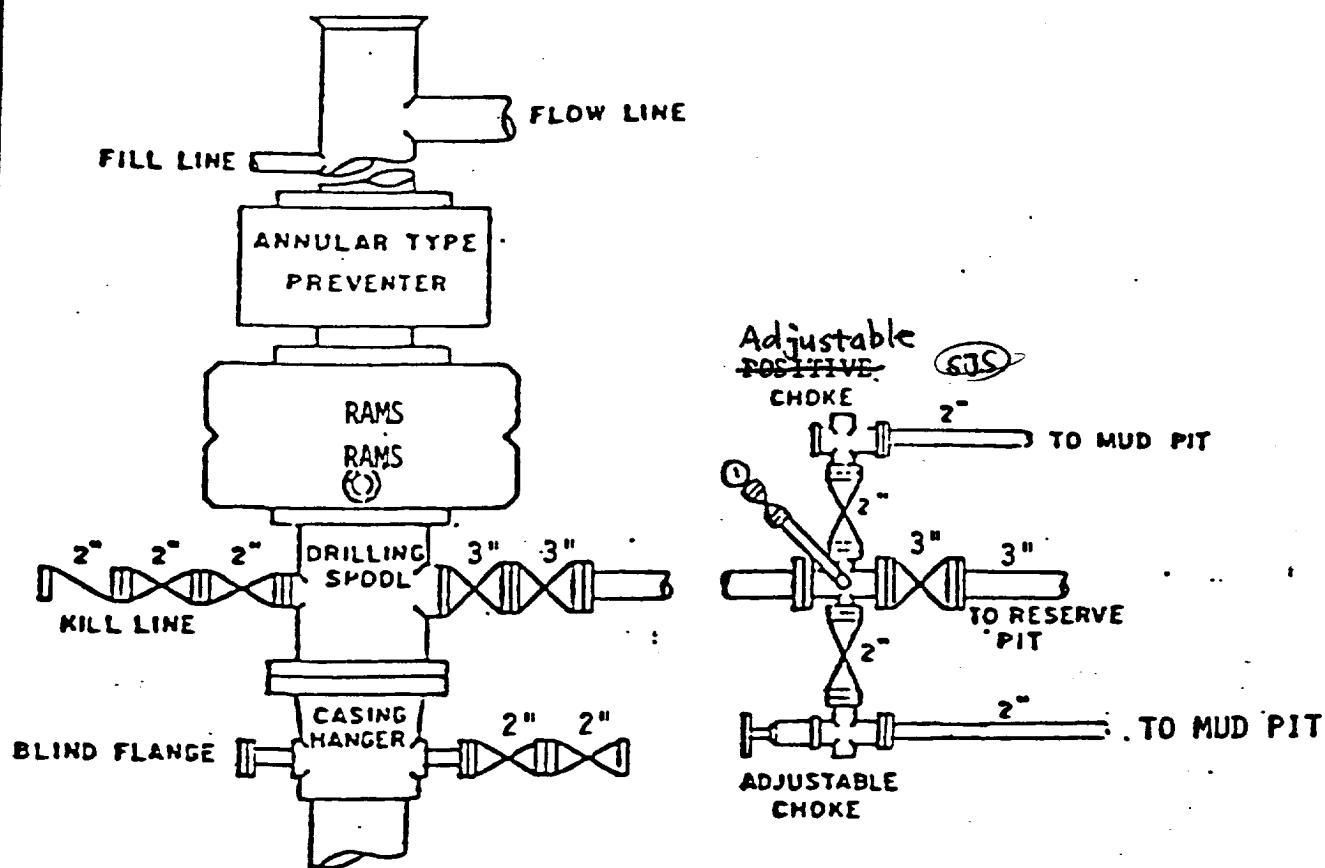 FLOW LINE
FILL LINE
ANNULAR TYPE
PREVENTER
RAMS
RAMS
2" 2" 2"
DRILLING
SPOOL
3" 3"
KILL LINE
CASING
HANGER
2" 2"
BLIND FLANGE
Adjustable
POSITIVE
SJS
CHOKE
2"
TO MUD PIT
2"
3" 3"
TO RESERVE
PIT
2"
2"
TO MUD PIT
ADJUSTABLE
CHOKE